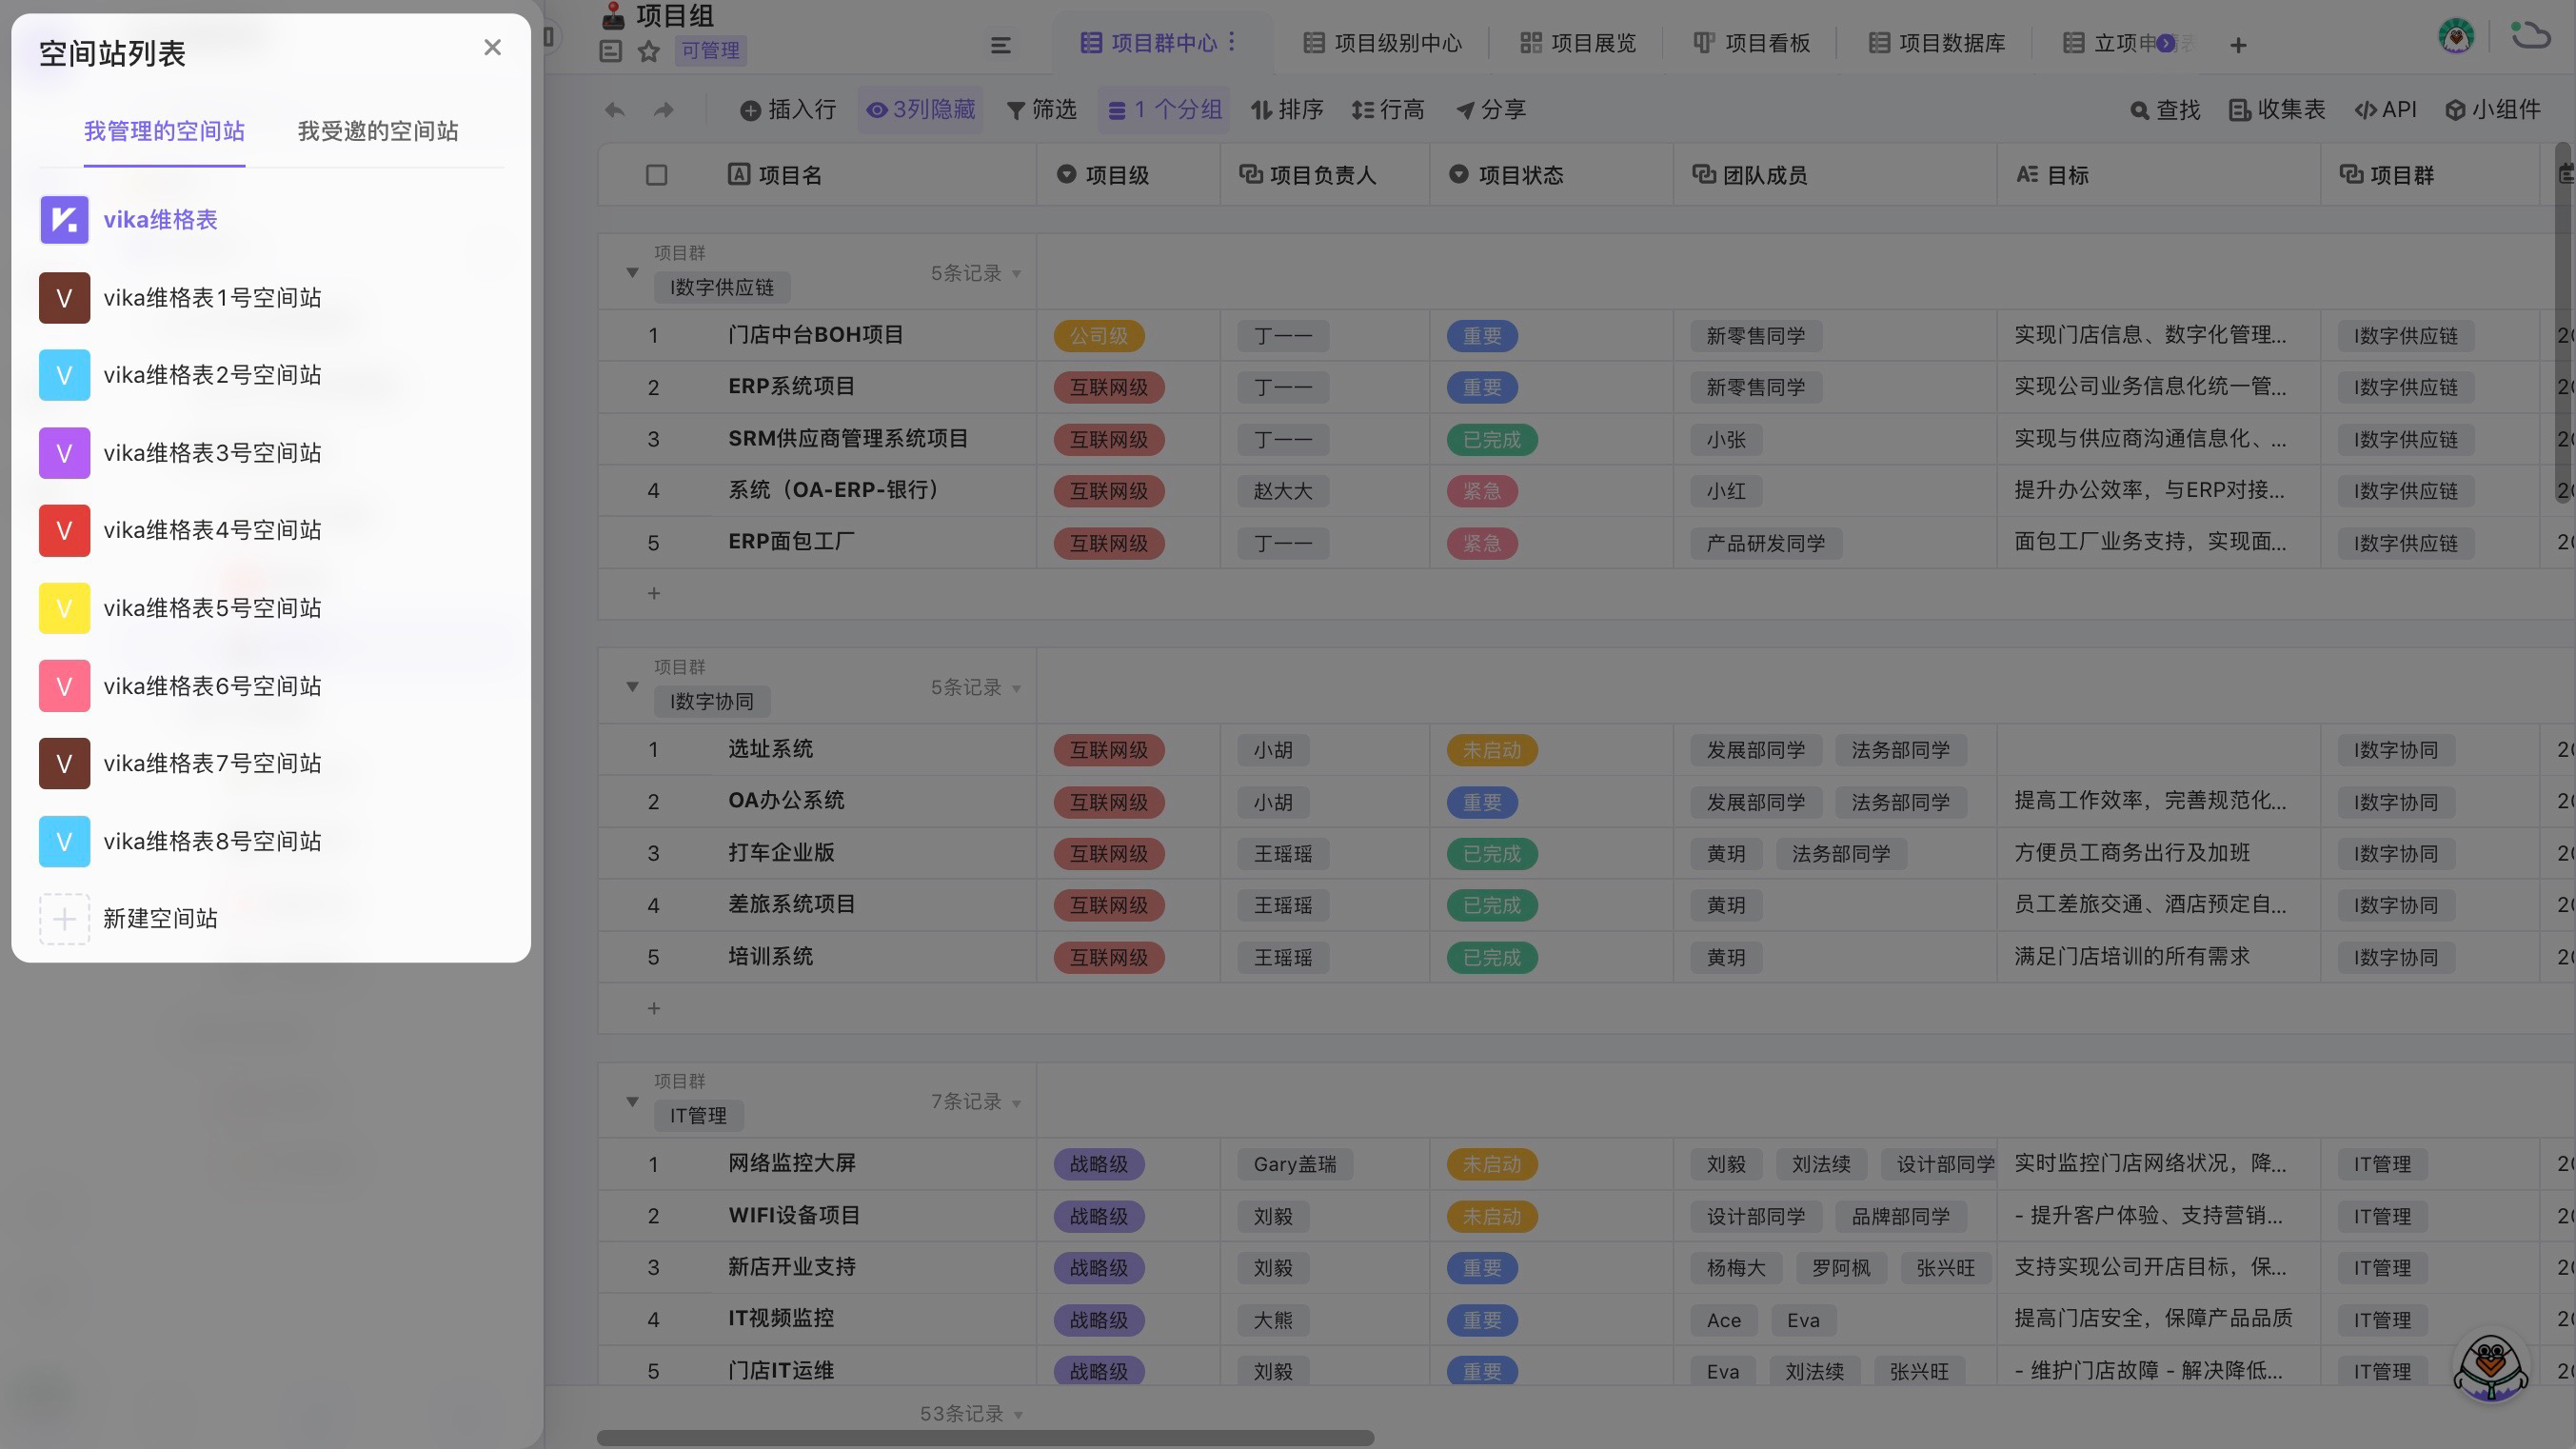 空间站列表
我管理的空间站 我受邀的空间站
vika维格表
V vika维格表1号空间站
V vika维格表2号空间站
V vika维格表3号空间站
V vika维格表4号空间站
V vika维格表5号空间站
V vika维格表6号空间站
V vika维格表7号空间站
V vika维格表8号空间站
新建空间站
项目组
可管理
项目群中心 项目级别中心 项目展览 项目看板 项目数据库 立项申
插入行 3列隐藏 筛选 1 个分组 排序 行高 分享 查找 收集表 API 小组件
项目名 项目级 项目负责人 项目状态 团队成员 目标 项目群
项目群
I数字供应链 5条记录
1 门店中台BOH项目 公司级 丁一一 重要 新零售同学 实现门店信息、数字化管理... I数字供应链
2 ERP系统项目 互联网级 丁一一 重要 新零售同学 实现公司业务信息化统一管... I数字供应链
3 SRM供应商管理系统项目 互联网级 丁一一 已完成 小张 实现与供应商沟通信息化、... I数字供应链
4 系统（OA-ERP-银行） 互联网级 赵大大 紧急 小红 提升办公效率，与ERP对接... I数字供应链
5 ERP面包工厂 互联网级 丁一一 紧急 产品研发同学 面包工厂业务支持，实现面... I数字供应链
项目群
I数字协同 5条记录
1 选址系统 互联网级 小胡 未启动 发展部同学 法务部同学 I数字协同
2 OA办公系统 互联网级 小胡 重要 发展部同学 法务部同学 提高工作效率，完善规范化... I数字协同
3 打车企业版 互联网级 王瑶瑶 已完成 黄玥 法务部同学 方便员工商务出行及加班 I数字协同
4 差旅系统项目 互联网级 王瑶瑶 已完成 黄玥 员工差旅交通、酒店预定自... I数字协同
5 培训系统 互联网级 王瑶瑶 已完成 黄玥 满足门店培训的所有需求 I数字协同
项目群
IT管理 7条记录
1 网络监控大屏 战略级 Gary盖瑞 未启动 刘毅 刘法续 设计部同学 实时监控门店网络状况，降... IT管理
2 WIFI设备项目 战略级 刘毅 未启动 设计部同学 品牌部同学 - 提升客户体验、支持营销... IT管理
3 新店开业支持 战略级 刘毅 重要 杨梅大 罗阿枫 张兴旺 支持实现公司开店目标，保... IT管理
4 IT视频监控 战略级 大熊 重要 Ace Eva 提高门店安全，保障产品品质 IT管理
5 门店IT运维 战略级 刘毅 重要 Eva 刘法续 张兴旺 - 维护门店故障 - 解决降低... IT管理
53条记录